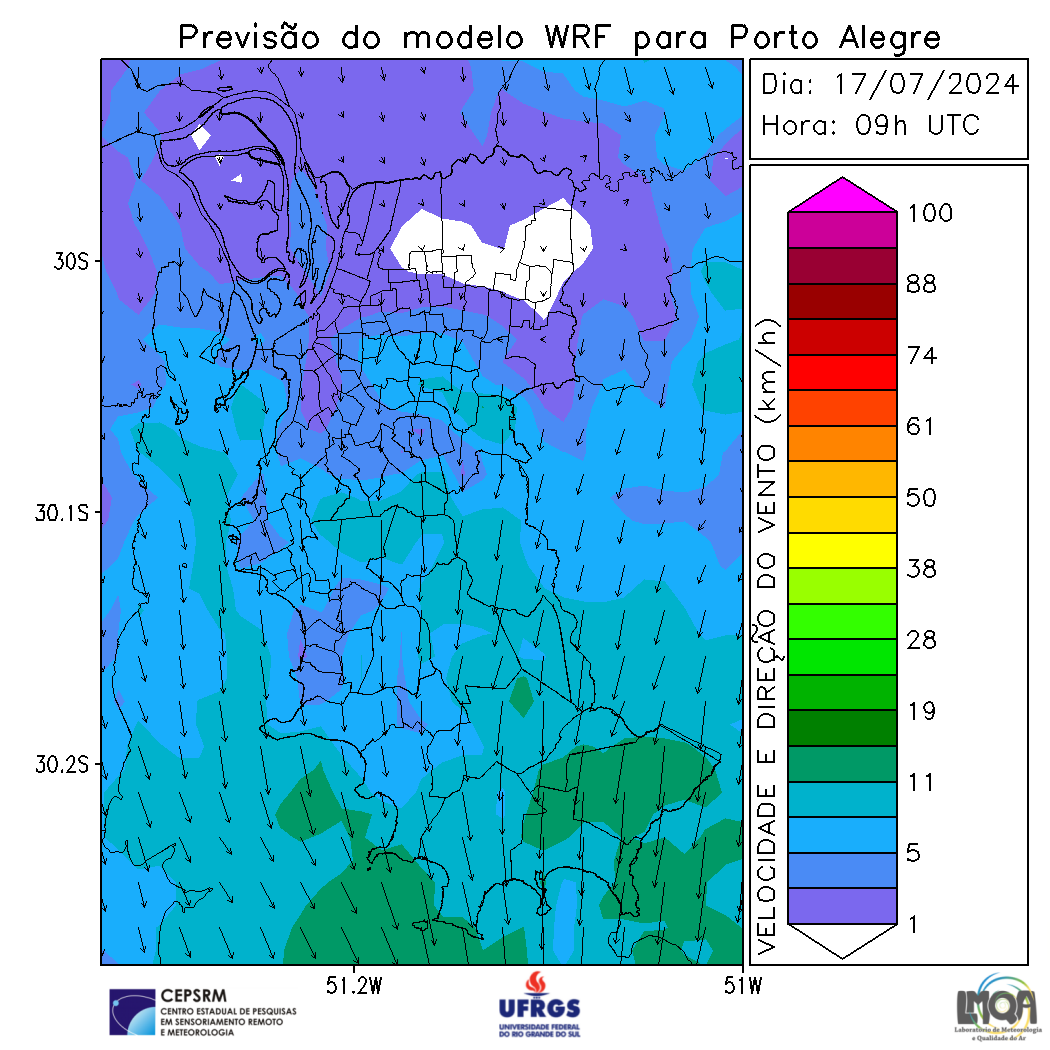 Previsão do modelo WRF para Porto Alegre
Dia: 17/07/2024
Hora: 09h UTC
30S
30.1S
30.2S
51.2W
51W
VELOCIDADE E DIREÇÃO DO VENTO (km/h)
100
88
74
61
50
38
28
19
11
5
1
CEPSRM
CENTRO ESTADUAL DE PESQUISAS
EM SENSORIAMENTO REMOTO
E METEOROLOGIA
UFRGS
UNIVERSIDADE FEDERAL
DO RIO GRANDE DO SUL
LMQA
Laboratório de Meteorologia
e Qualidade do Ar